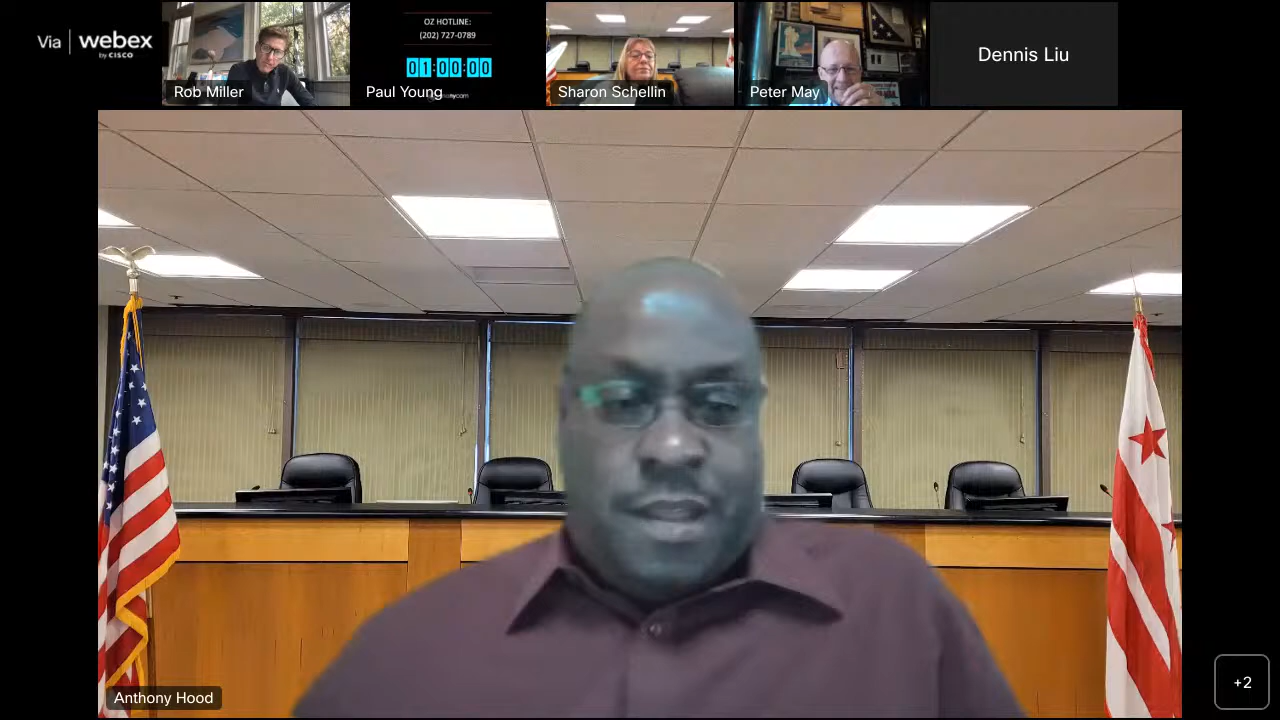 Via webex
by CISCO
Rob Miller
OZ HOTLINE:
(202) 727-0789
01:00:00
Paul Young
Sharon Schellin
Peter May
Dennis Liu
Anthony Hood
+2